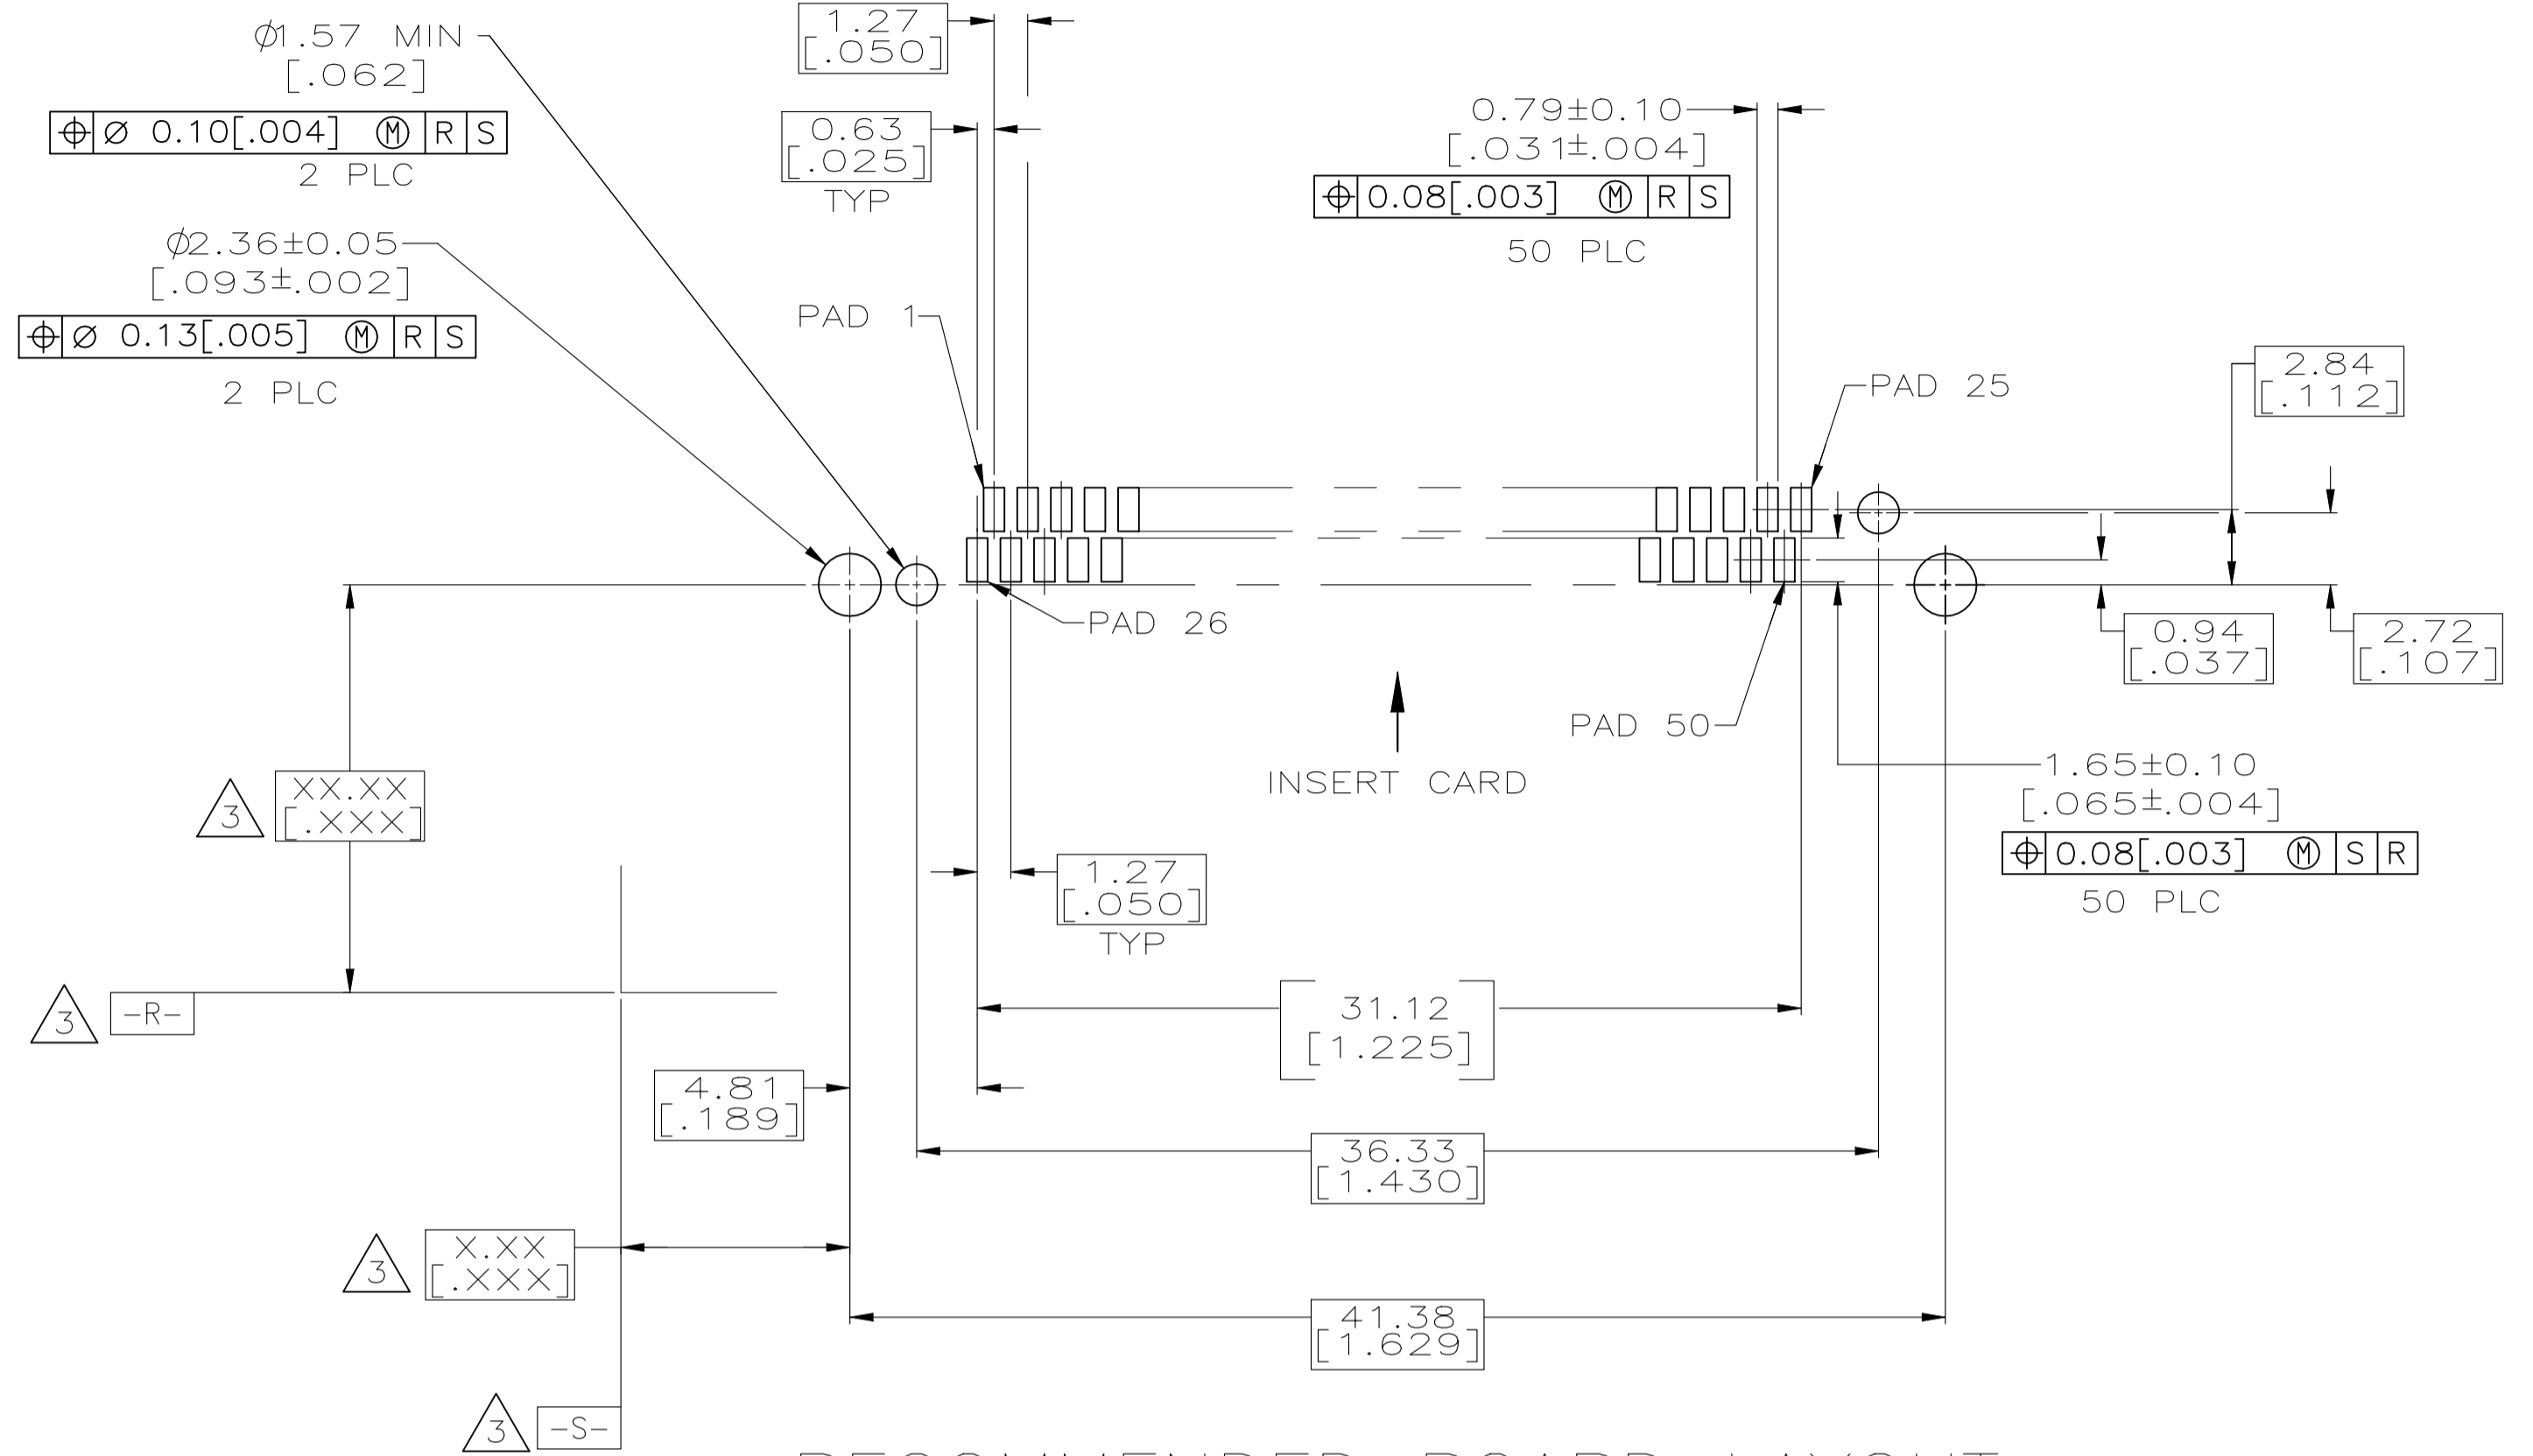 1.27
[.050]
Ø1.57 MIN
[.062]
⌖ Ø 0.10[.004] Ⓜ R S
2 PLC
0.63
[.025]
TYP
0.79±0.10
[.031±.004]
⌖ 0.08[.003] Ⓜ R S
50 PLC
Ø2.36±0.05
[.093±.002]
⌖ Ø 0.13[.005] Ⓜ R S
2 PLC
PAD 1
PAD 25
2.84
[.112]
PAD 26
0.94
[.037]
2.72
[.107]
PAD 50
INSERT CARD
1.65±0.10
[.065±.004]
⌖ 0.08[.003] Ⓜ S R
50 PLC
3
XX.XX
[.XXX]
1.27
[.050]
TYP
3
-R-
31.12
[1.225]
4.81
[.189]
36.33
[1.430]
3
X.XX
[.XXX]
41.38
[1.629]
3
-S-
RECOMMENDED BOARD LAYOUT